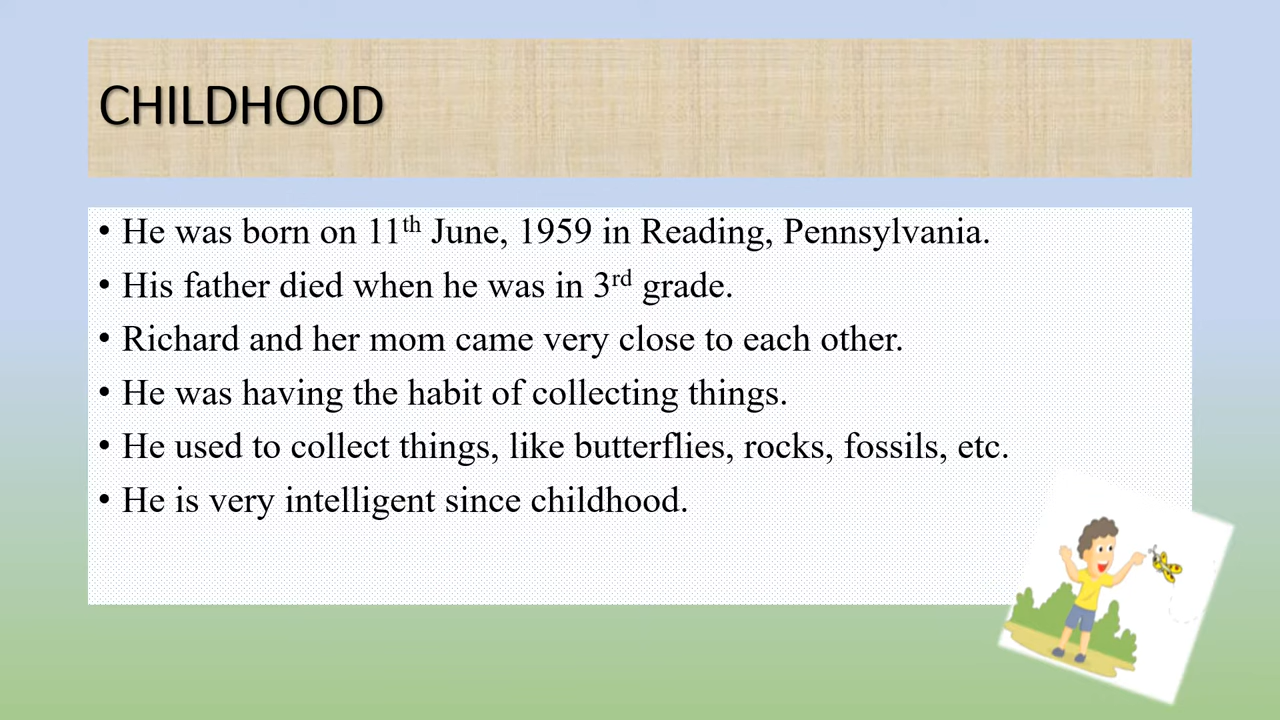 CHILDHOOD
• He was born on 11th June, 1959 in Reading, Pennsylvania.
• His father died when he was in 3rd grade.
• Richard and her mom came very close to each other.
• He was having the habit of collecting things.
• He used to collect things, like butterflies, rocks, fossils, etc.
• He is very intelligent since childhood.